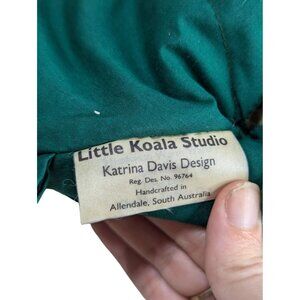 Little Koala Studio
Katrina Davis Design
Reg. Des. No. 96764
Handcrafted in
Allendale, South Australia